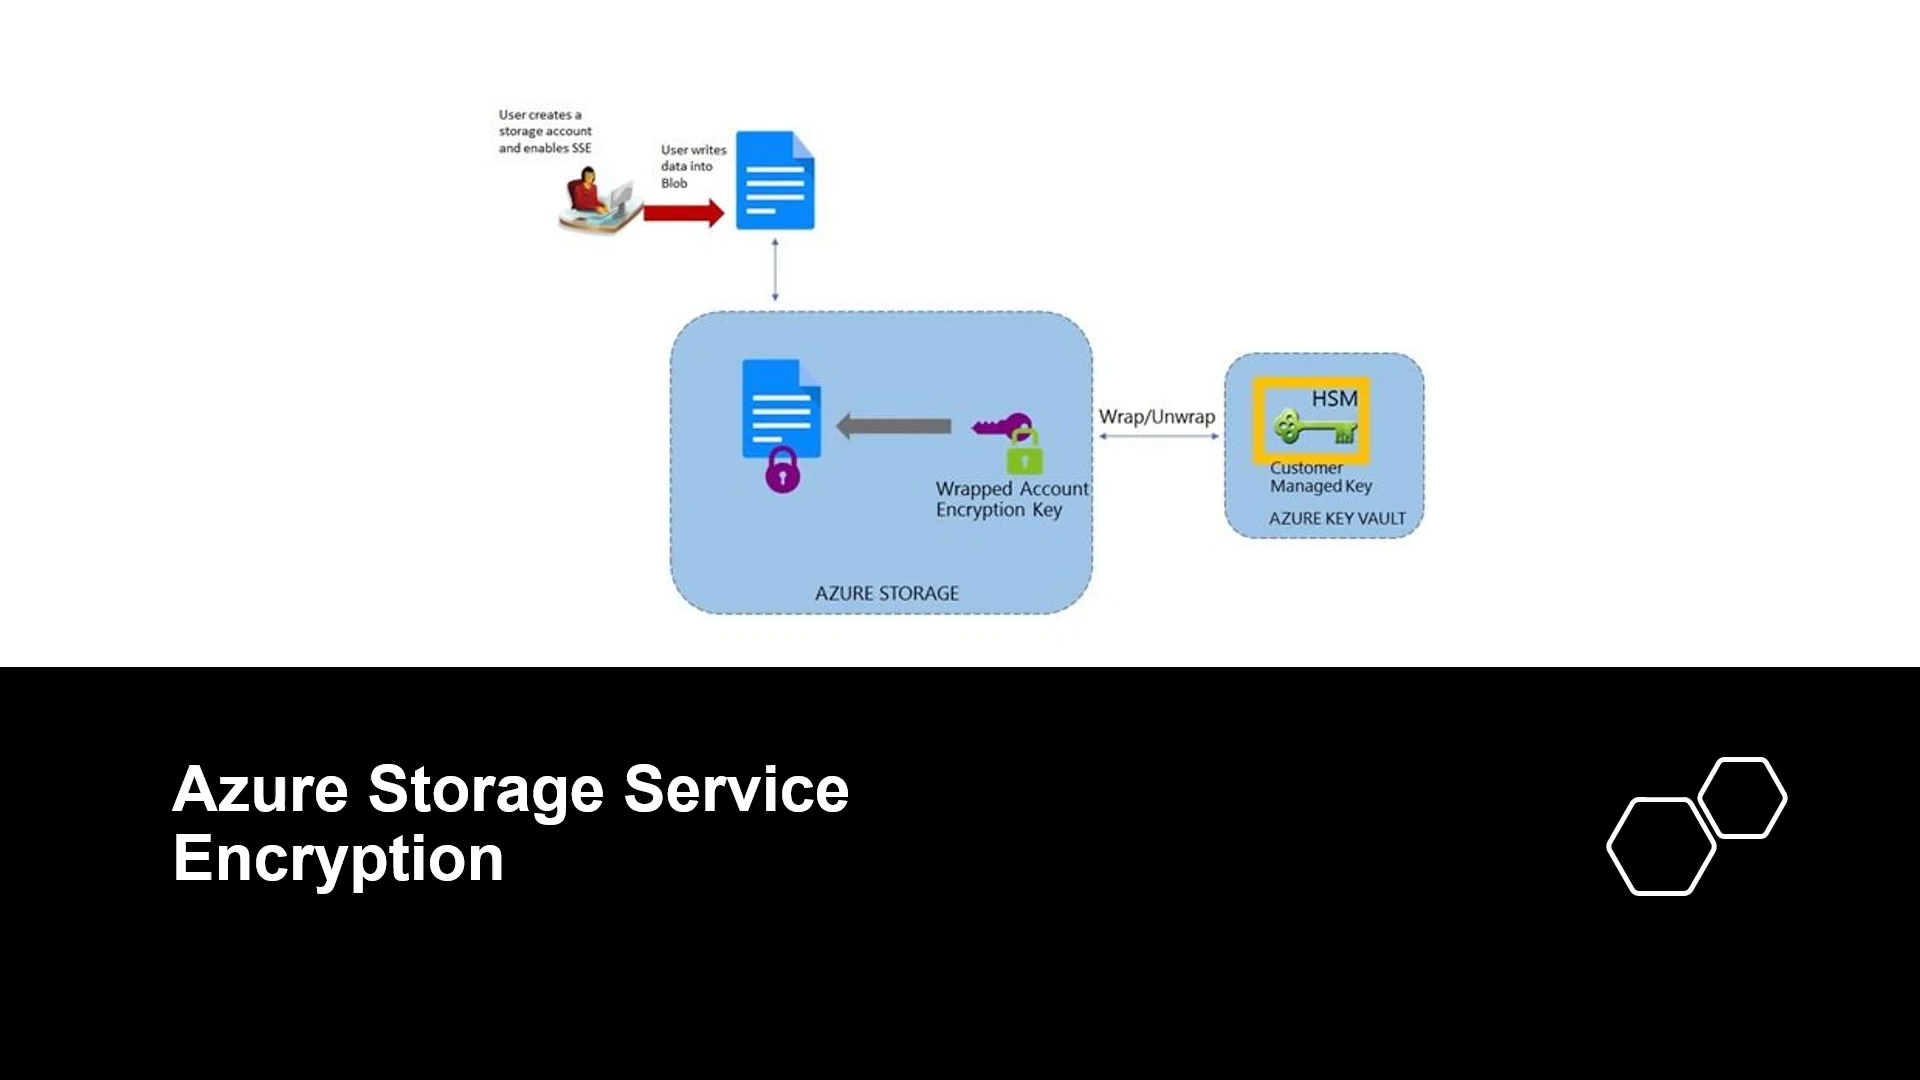 User creates a
storage account
and enables SSE
User writes
data into
Blob
Wrapped Account
Encryption Key
AZURE STORAGE
Wrap/Unwrap
HSM
Customer
Managed Key
AZURE KEY VAULT
Azure Storage Service
Encryption